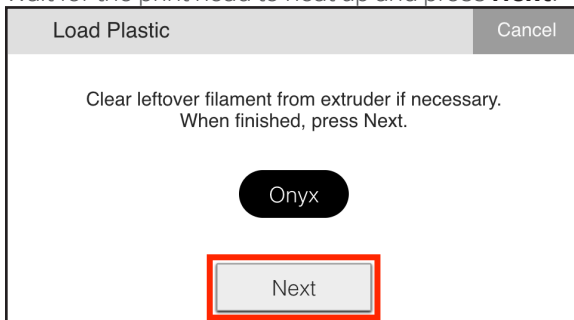 Wait for the print head to heat up and press Next.
Load Plastic
Cancel
Clear leftover filament from extruder if necessary.
When finished, press Next.
Onyx
Next